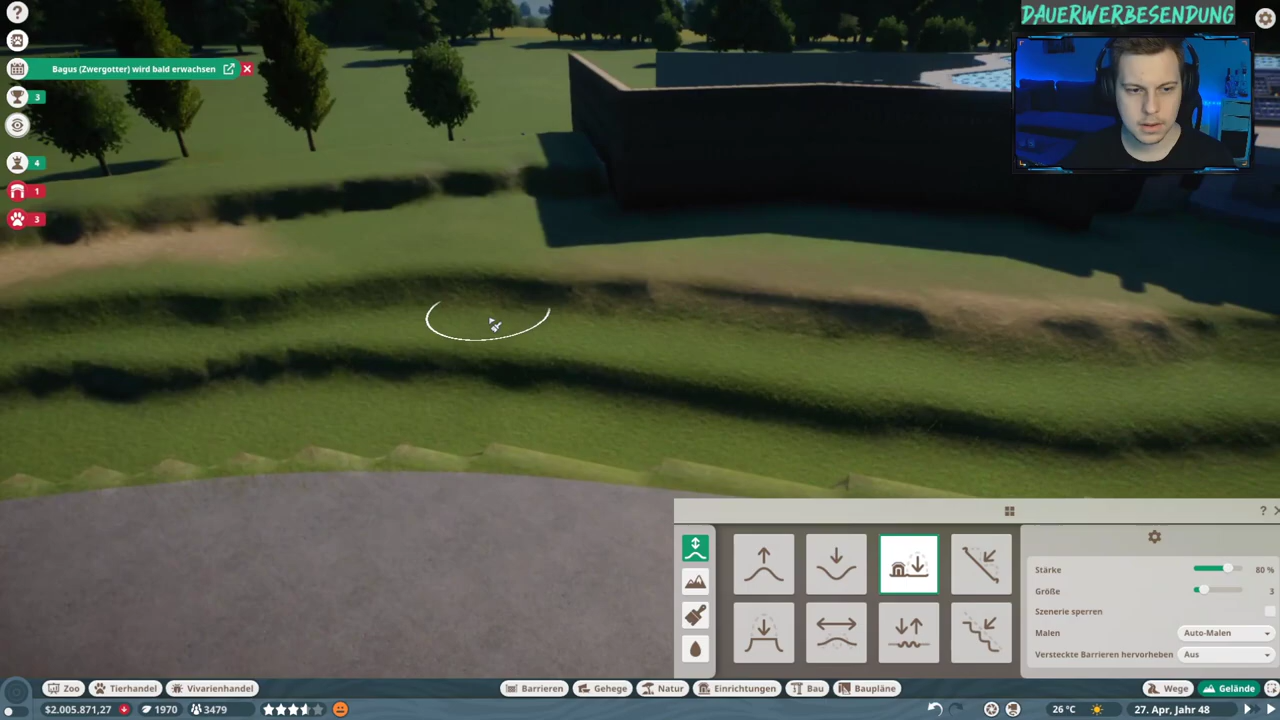 DAUERWERBESENDUNG
?
Bagus (Zwergotter) wird bald erwachsen
3
4
1
3
?
Stärke 80 %
Größe 3
Szenerie sperren
Malen Auto-Malen
Versteckte Barrieren hervorheben Aus
Zoo Tierhandel Vivarienhandel Barrieren Gehege Natur Einrichtungen Bau Baupläne Wege Gelände
$2.005.871,27 1970 3479 26 °C 27. Apr, Jahr 48